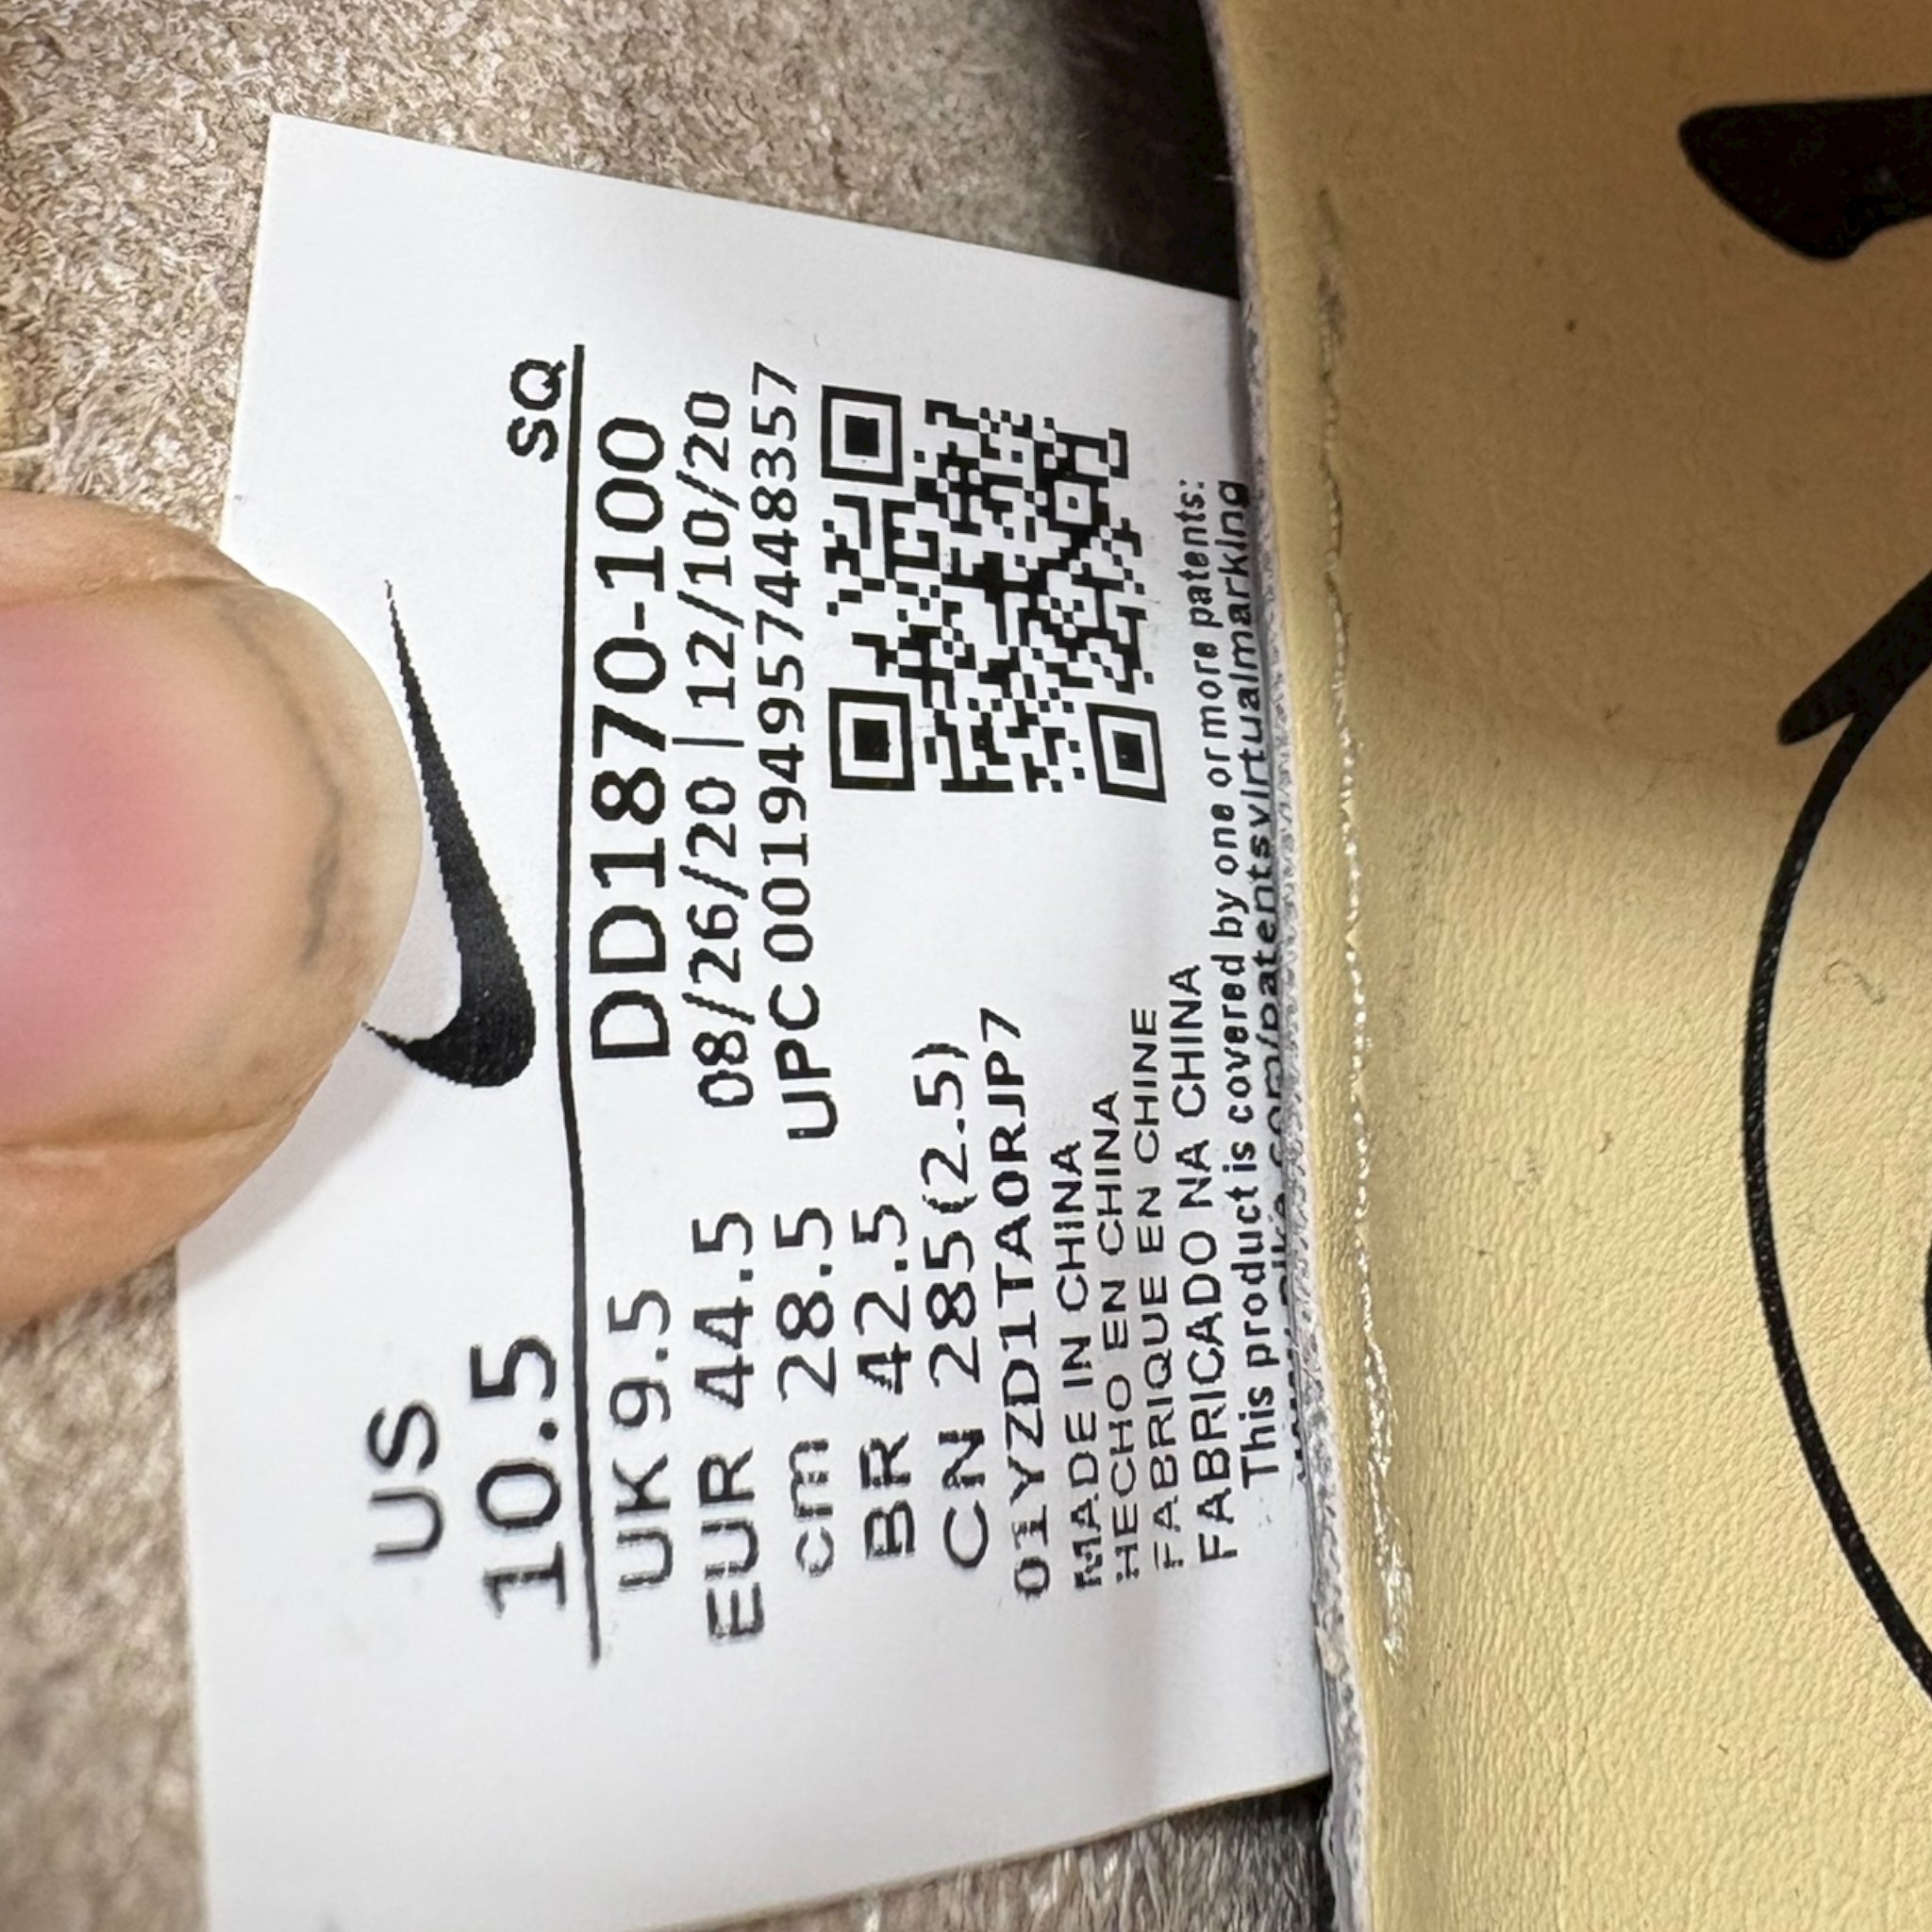 US
10.5
SQ
UK 9.5
EUR 44.5
cm 28.5
BR 42.5
CN 285(2.5)
DD1870-100
08/26/20 | 12/10/20
UPC 00194957448357
01YZD1TA0RJP7
MADE IN CHINA
HECHO EN CHINA
FABRIQUE EN CHINE
FABRICADO NA CHINA
This product is covered by one or more patents:
com/patentsvirtualmarking